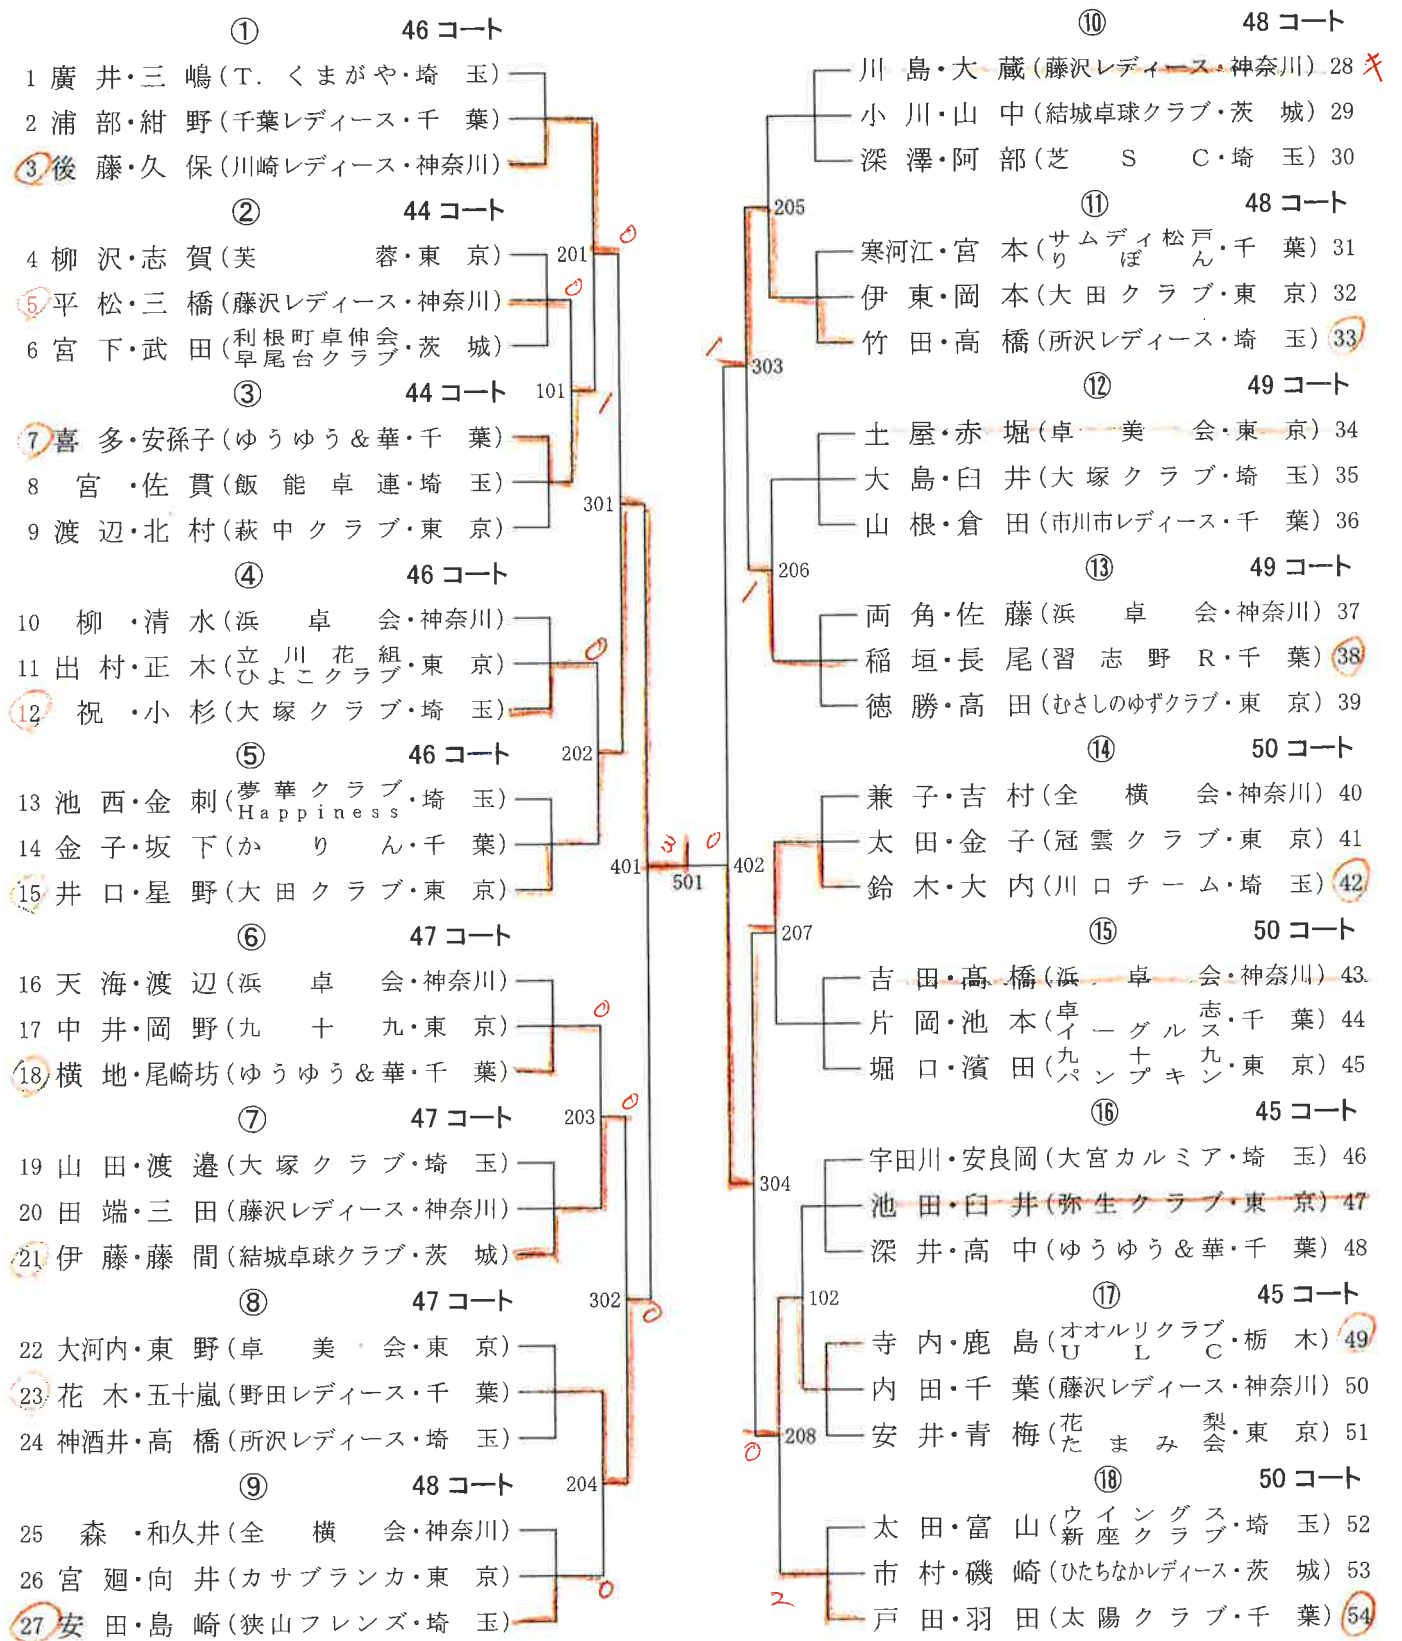 ① 46 コート
1 廣井・三嶋(T.くまがや・埼玉)
2 浦部・紺野(千葉レディース・千葉)
3 後藤・久保(川崎レディース・神奈川)
② 44 コート
4 柳沢・志賀(芙蓉・東京)
5 平松・三橋(藤沢レディース・神奈川)
6 宮下・武田(利根町卓伸会 早尾台クラブ・茨城)
③ 44 コート
7 喜多・安孫子(ゆうゆう&華・千葉)
8 宮・佐貫(飯能卓連・埼玉)
9 渡辺・北村(萩中クラブ・東京)
④ 46 コート
10 柳・清水(浜卓会・神奈川)
11 出村・正木(立川花組 ひよこクラブ・東京)
12 祝・小杉(大塚クラブ・埼玉)
⑤ 46 コート
13 池西・金刺(夢華クラブ Happiness・埼玉)
14 金子・坂下(かりん・千葉)
15 井口・星野(大田クラブ・東京)
⑥ 47 コート
16 天海・渡辺(浜卓会・神奈川)
17 中井・岡野(九十九・東京)
18 横地・尾崎坊(ゆうゆう&華・千葉)
⑦ 47 コート
19 山田・渡邉(大塚クラブ・埼玉)
20 田端・三田(藤沢レディース・神奈川)
21 伊藤・藤間(結城卓球クラブ・茨城)
⑧ 47 コート
22 大河内・東野(卓美会・東京)
23 花木・五十嵐(野田レディース・千葉)
24 神酒井・高橋(所沢レディース・埼玉)
⑨ 48 コート
25 森・和久井(全横会・神奈川)
26 宮廻・向井(カサブランカ・東京)
27 安田・島崎(狭山フレンズ・埼玉)
201
0
0
101
1
301
0
202
401
3
501
0
402
0
203
0
302
0
204
0
⑩ 48 コート
川島・大蔵(藤沢レディース・神奈川) 28 キ
小川・山中(結城卓球クラブ・茨城) 29
深澤・阿部(芝SC・埼玉) 30
⑪ 48 コート
寒河江・宮本(サムディ松戸 りぼん・千葉) 31
伊東・岡本(大田クラブ・東京) 32
竹田・高橋(所沢レディース・埼玉) 33
⑫ 49 コート
土屋・赤堀(卓美会・東京) 34
大島・臼井(大塚クラブ・埼玉) 35
山根・倉田(市川市レディース・千葉) 36
⑬ 49 コート
両角・佐藤(浜卓会・神奈川) 37
稲垣・長尾(習志野R・千葉) 38
徳勝・高田(むさしのゆずクラブ・東京) 39
⑭ 50 コート
兼子・吉村(全横会・神奈川) 40
太田・金子(冠雲クラブ・東京) 41
鈴木・大内(川口チーム・埼玉) 42
⑮ 50 コート
吉田・髙橋(浜卓会・神奈川) 43
片岡・池本(卓志 イーグルス・千葉) 44
堀口・濱田(九十九 パンプキン・東京) 45
⑯ 45 コート
宇田川・安良岡(大宮カルミア・埼玉) 46
池田・臼井(弥生クラブ・東京) 47
深井・高中(ゆうゆう&華・千葉) 48
⑰ 45 コート
寺内・鹿島(オオルリクラブ ULC・栃木) 49
内田・千葉(藤沢レディース・神奈川) 50
安井・青梅(花梨 たまみ会・東京) 51
⑱ 50 コート
太田・富山(ウイングス 新座クラブ・埼玉) 52
市村・磯崎(ひたちなかレディース・茨城) 53
戸田・羽田(太陽クラブ・千葉) 54
205
1
303
206
1
207
304
102
208
0
2